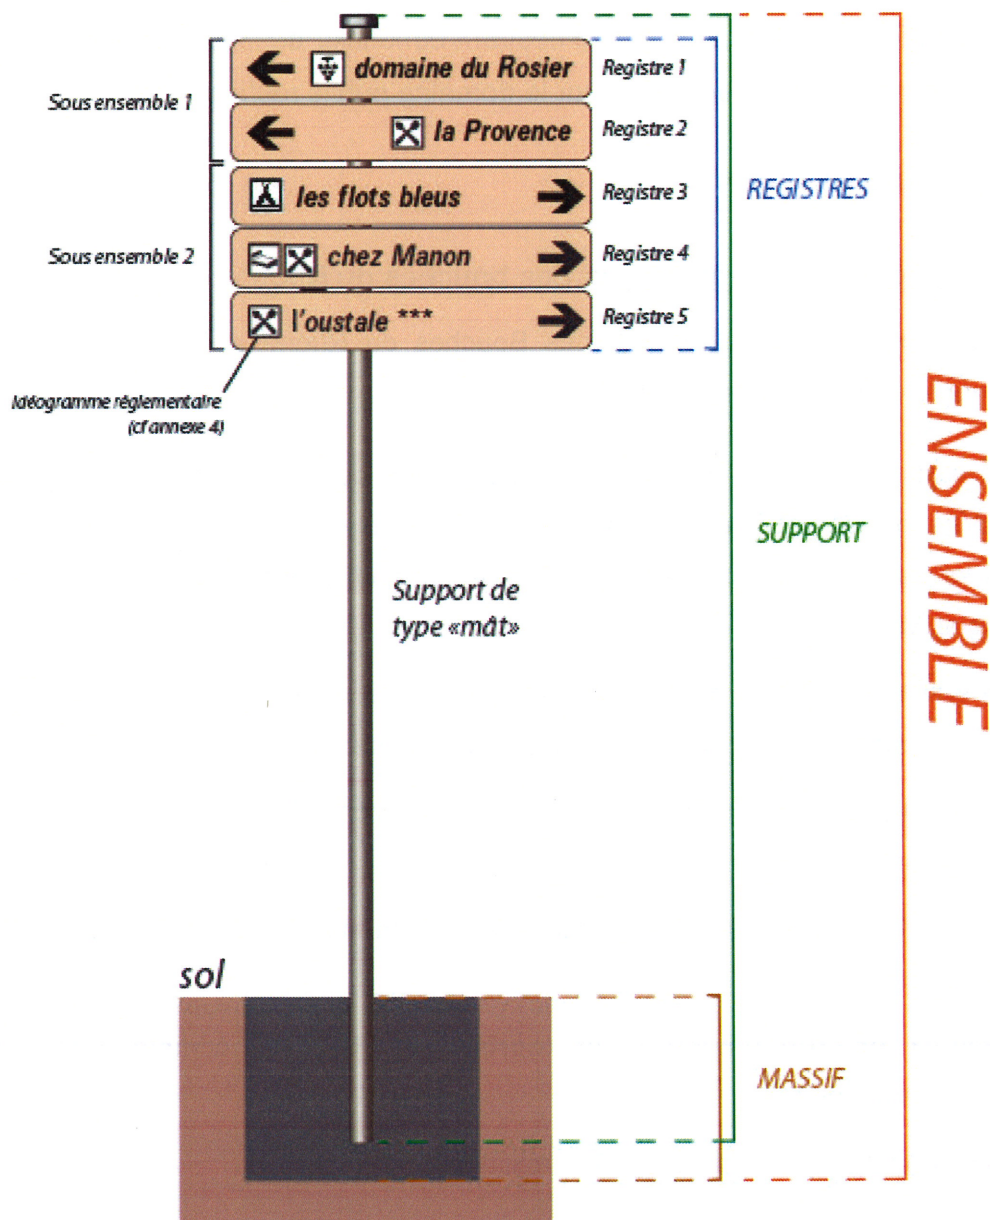 domaine du Rosier
Registre 1
Sous ensemble 1
la Provence
Registre 2
les flots bleus
Registre 3
REGISTRES
Sous ensemble 2
chez Manon
Registre 4
l'oustale ***
Registre 5
Idéogramme réglementaire
(cf annexe 4)
ENSEMBLE
SUPPORT
Support de
type «mât»
sol
MASSIF